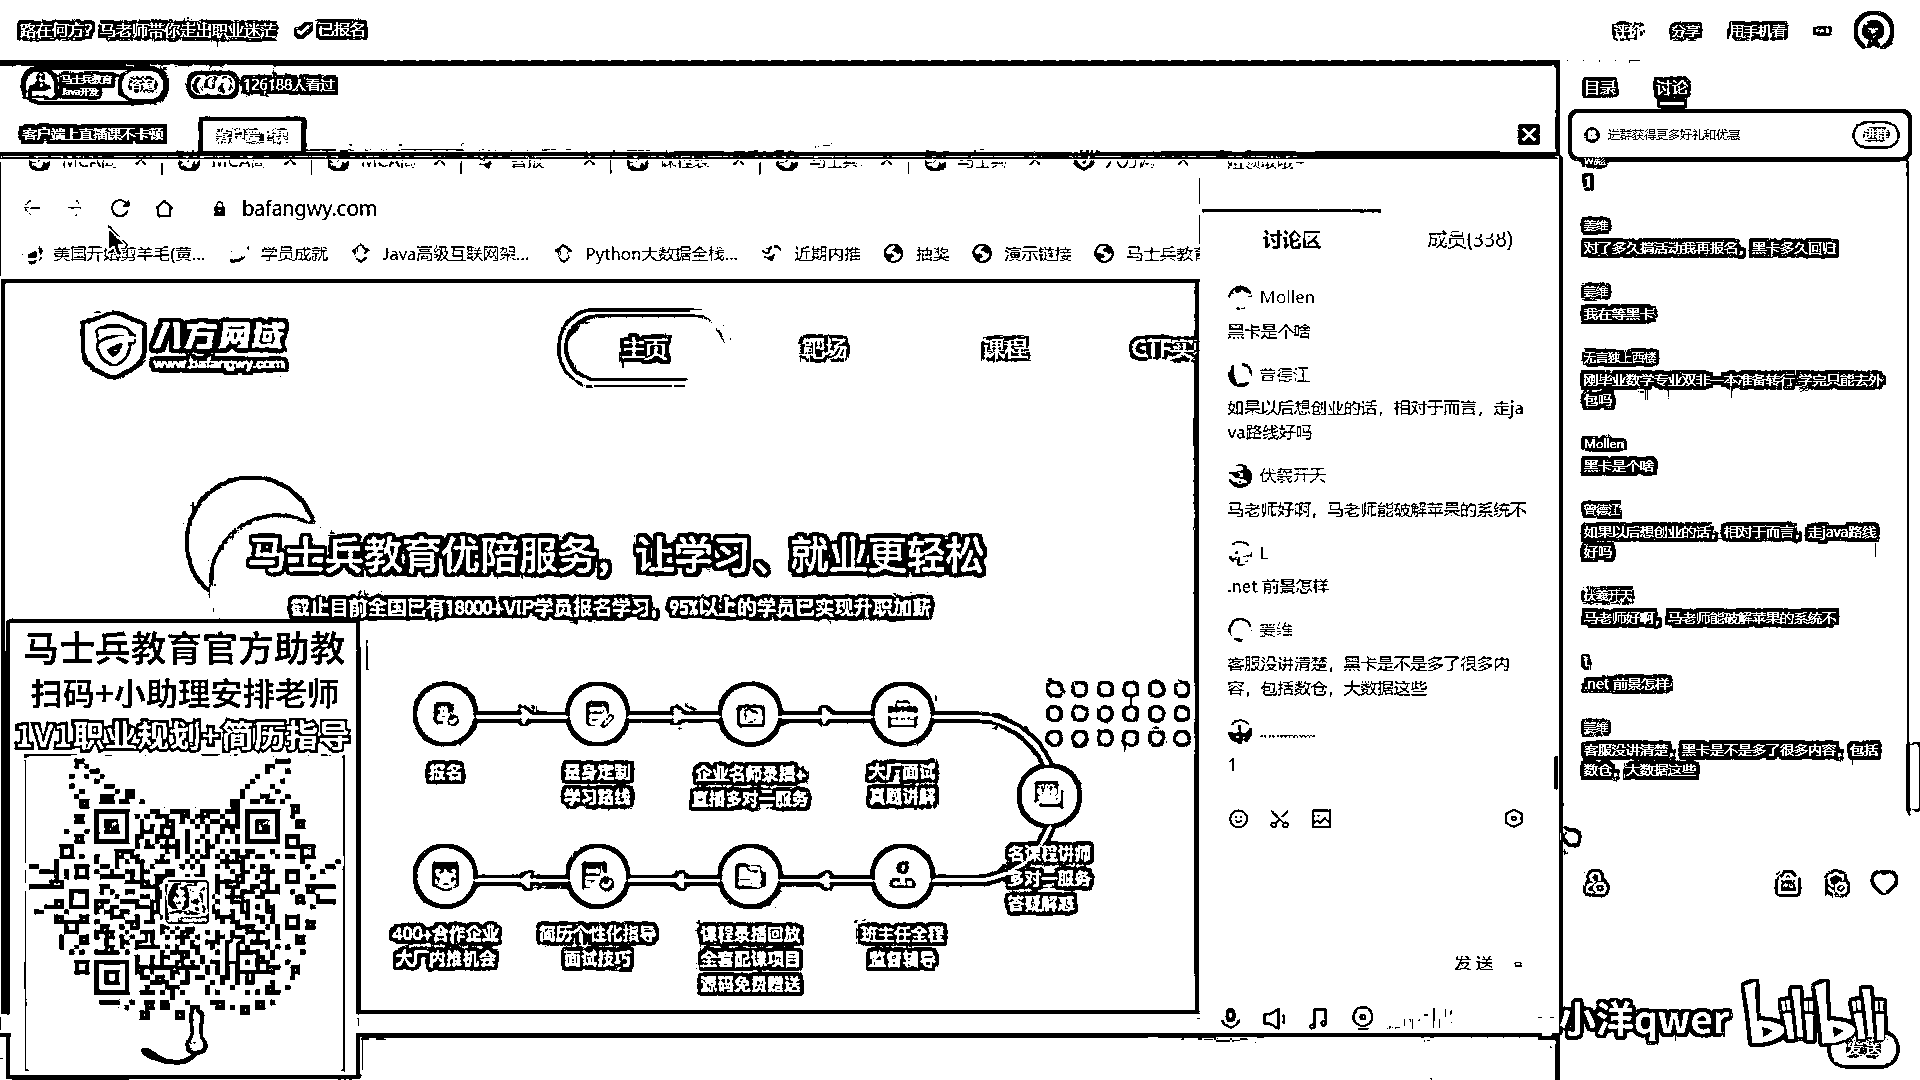 路在何方？马老师带你走出职业迷茫 已报名
评价 分享 用手机看
马士兵教育
Java开发
咨询
126188人看过
目录 讨论
客户端上直播课不卡顿
进群获得更多好礼和优惠 进群
bafangwy.com
学员成就
Java高级互联网架...
Python大数据全栈...
近期内推
抽奖
演示链接
马士兵教育
八方网域
www.bafangwy.com
主页
靶场
课程
CTF实
马士兵教育优陪服务，让学习、就业更轻松
截止目前全国已有18000+VIP学员报名学习，95%以上的学员已实现升职加薪
报名
量身定制
学习路线
企业名师录播+
直播多对一服务
大厂面试
真题讲解
名课程讲师
多对一服务
答疑解惑
班主任全程
监督辅导
课程录播回放
全套配课项目
源码免费赠送
简历个性化指导
面试技巧
400+合作企业
大厂内推机会
马士兵教育官方助教
扫码+小助理安排老师
1V1职业规划+简历指导
讨论区
成员(338)
Mollen
黑卡是个啥
曾德江
如果以后想创业的话，相对于而言，走ja
va路线好吗
伏羲开天
马老师好啊，马老师能破解苹果的系统不
L
.net 前景怎样
姜维
客服没讲清楚，黑卡是不是多了很多内
容，包括数仓，大数据这些
1
发送
1
姜维
对了多久搞活动我再报名，黑卡多久回归
姜维
我在等黑卡
无言独上西楼
刚毕业数学专业双非一本准备转行 学完只能去外
包吗
Mollen
黑卡是个啥
曾德江
如果以后想创业的话，相对于而言，走java路线
好吗
伏羲开天
马老师好啊，马老师能破解苹果的系统不
L
.net 前景怎样
姜维
客服没讲清楚，黑卡是不是多了很多内容，包括
数仓，大数据这些
小洋qwer
bilibili
发送